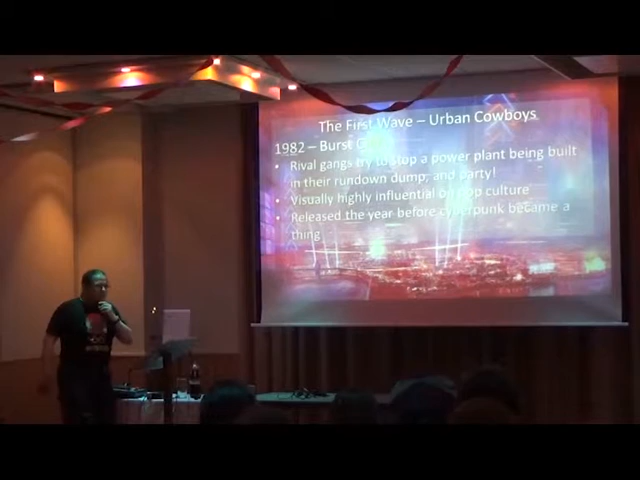 The First Wave – Urban Cowboys
1982 – Burst
• Rival gangs try to stop a power plant being built
in their rundown dump, and party!
• Visually highly influential on pop culture
• Released the year before cyberpunk became a
thing